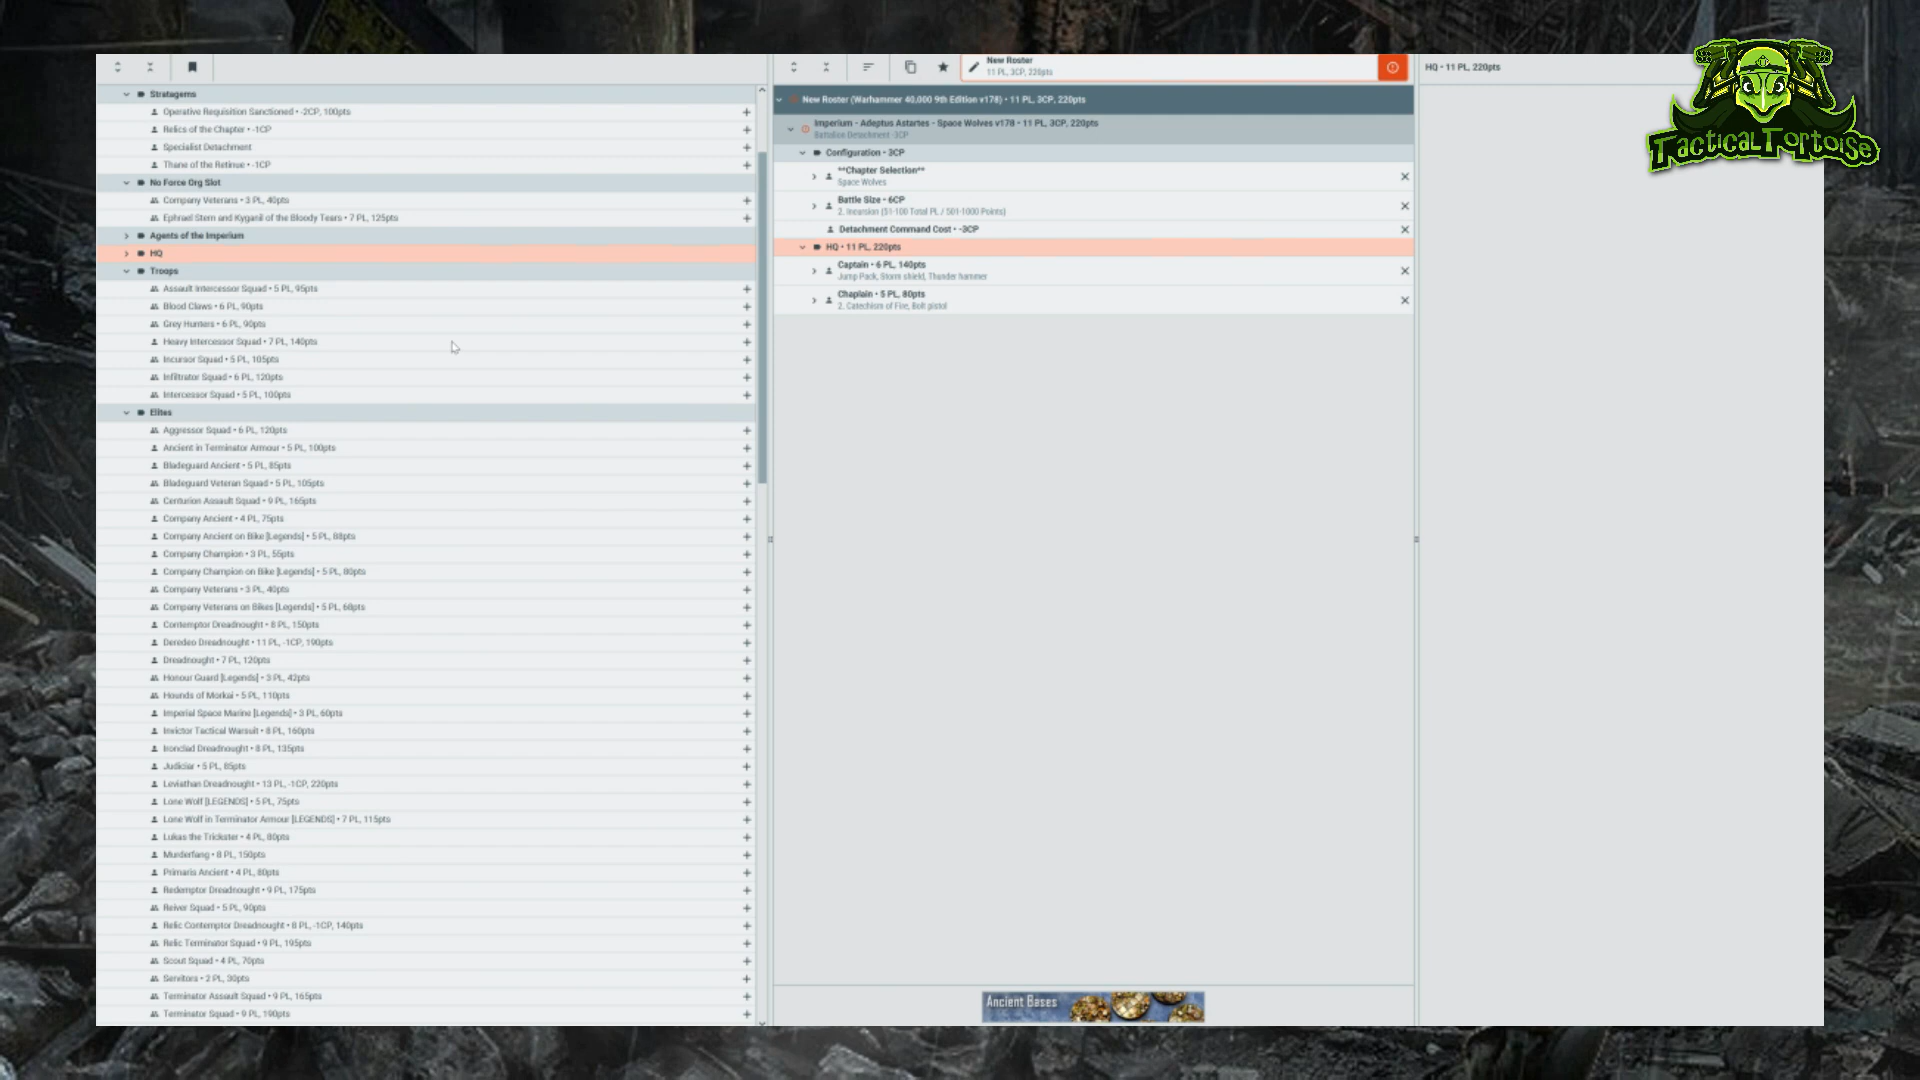 Stratagems
Operative Requisition Sanctioned • -2CP, 100pts
Relics of the Chapter • -1CP
Specialist Detachment
Thane of the Retinue • -1CP
No Force Org Slot
Company Veterans • 3 PL, 40pts
Ephrael Stern and Kyganil of the Bloody Tears • 7 PL, 125pts
Agents of the Imperium
HQ
Troops
Assault Intercessor Squad • 5 PL, 95pts
Blood Claws • 6 PL, 90pts
Grey Hunters • 6 PL, 90pts
Heavy Intercessor Squad • 7 PL, 140pts
Incursor Squad • 5 PL, 105pts
Infiltrator Squad • 6 PL, 120pts
Intercessor Squad • 5 PL, 100pts
Elites
Aggressor Squad • 6 PL, 120pts
Ancient in Terminator Armour • 5 PL, 100pts
Bladeguard Ancient • 5 PL, 85pts
Bladeguard Veteran Squad • 5 PL, 105pts
Centurion Assault Squad • 9 PL, 165pts
Company Ancient • 4 PL, 75pts
Company Ancient on Bike [Legends] • 5 PL, 88pts
Company Champion • 3 PL, 55pts
Company Champion on Bike [Legends] • 5 PL, 80pts
Company Veterans • 3 PL, 40pts
Company Veterans on Bikes [Legends] • 5 PL, 68pts
Contemptor Dreadnought • 8 PL, 150pts
Deredeo Dreadnought • 11 PL, -1CP, 190pts
Dreadnought • 7 PL, 120pts
Honour Guard [Legends] • 3 PL, 42pts
Hounds of Morkai • 5 PL, 110pts
Imperial Space Marine [Legends] • 3 PL, 60pts
Invictor Tactical Warsuit • 8 PL, 160pts
Ironclad Dreadnought • 8 PL, 135pts
Judiciar • 5 PL, 85pts
Leviathan Dreadnought • 13 PL, -1CP, 220pts
Lone Wolf [LEGENDS] • 5 PL, 75pts
Lone Wolf in Terminator Armour [LEGENDS] • 7 PL, 115pts
Lukas the Trickster • 4 PL, 80pts
Murderfang • 8 PL, 150pts
Primaris Ancient • 4 PL, 80pts
Redemptor Dreadnought • 9 PL, 175pts
Reiver Squad • 5 PL, 90pts
Relic Contemptor Dreadnought • 8 PL, -1CP, 140pts
Relic Terminator Squad • 9 PL, 195pts
Scout Squad • 4 PL, 70pts
Servitors • 2 PL, 30pts
Terminator Assault Squad • 9 PL, 165pts
Terminator Squad • 9 PL, 190pts
New Roster
11 PL, 3CP, 220pts
New Roster (Warhammer 40,000 9th Edition v178) • 11 PL, 3CP, 220pts
Imperium - Adeptus Astartes - Space Wolves v178 • 11 PL, 3CP, 220pts
Battalion Detachment -3CP
Configuration • 3CP
**Chapter Selection**
Space Wolves
Battle Size • 6CP
2. Incursion (51-100 Total PL / 501-1000 Points)
Detachment Command Cost • -3CP
HQ • 11 PL, 220pts
Captain • 6 PL, 140pts
Jump Pack, Storm shield, Thunder hammer
Chaplain • 5 PL, 80pts
2. Catechism of Fire, Bolt pistol
Ancient Bases
HQ • 11 PL, 220pts
TacticalTortoise